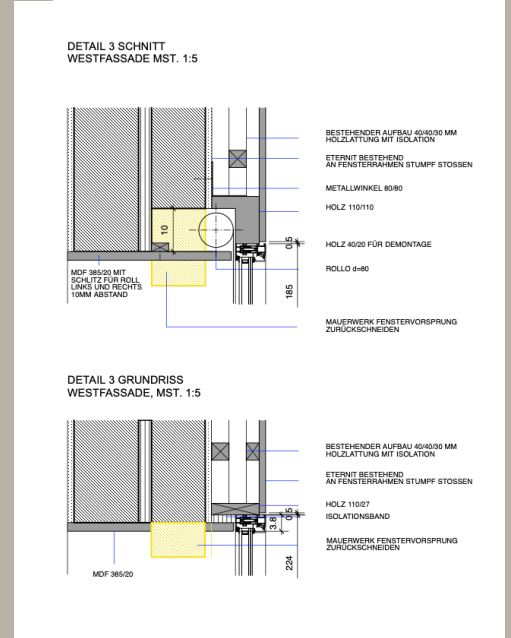 DETAIL 3 SCHNITT
WESTFASSADE MST. 1:5
BESTEHENDER AUFBAU 40/40/30 MM
HOLZLATTUNG MIT ISOLATION
ETERNIT BESTEHEND
AN FENSTERRAHMEN STUMPF STOSSEN
METALLWINKEL 80/80
HOLZ 110/110
10
0,5
HOLZ 40/20 FÜR DEMONTAGE
ROLLO d=80
MDF 385/20 MIT
SCHLITZ FÜR ROLL
LINKS UND RECHTS
10MM ABSTAND
185
MAUERWERK FENSTERVORSPRUNG
ZURÜCKSCHNEIDEN
DETAIL 3 GRUNDRISS
WESTFASSADE, MST. 1:5
BESTEHENDER AUFBAU 40/40/30 MM
HOLZLATTUNG MIT ISOLATION
ETERNIT BESTEHEND
AN FENSTERRAHMEN STUMPF STOSSEN
HOLZ 110/27
ISOLATIONSBAND
0,5
3.8
MAUERWERK FENSTERVORSPRUNG
ZURÜCKSCHNEIDEN
224
MDF 385/20